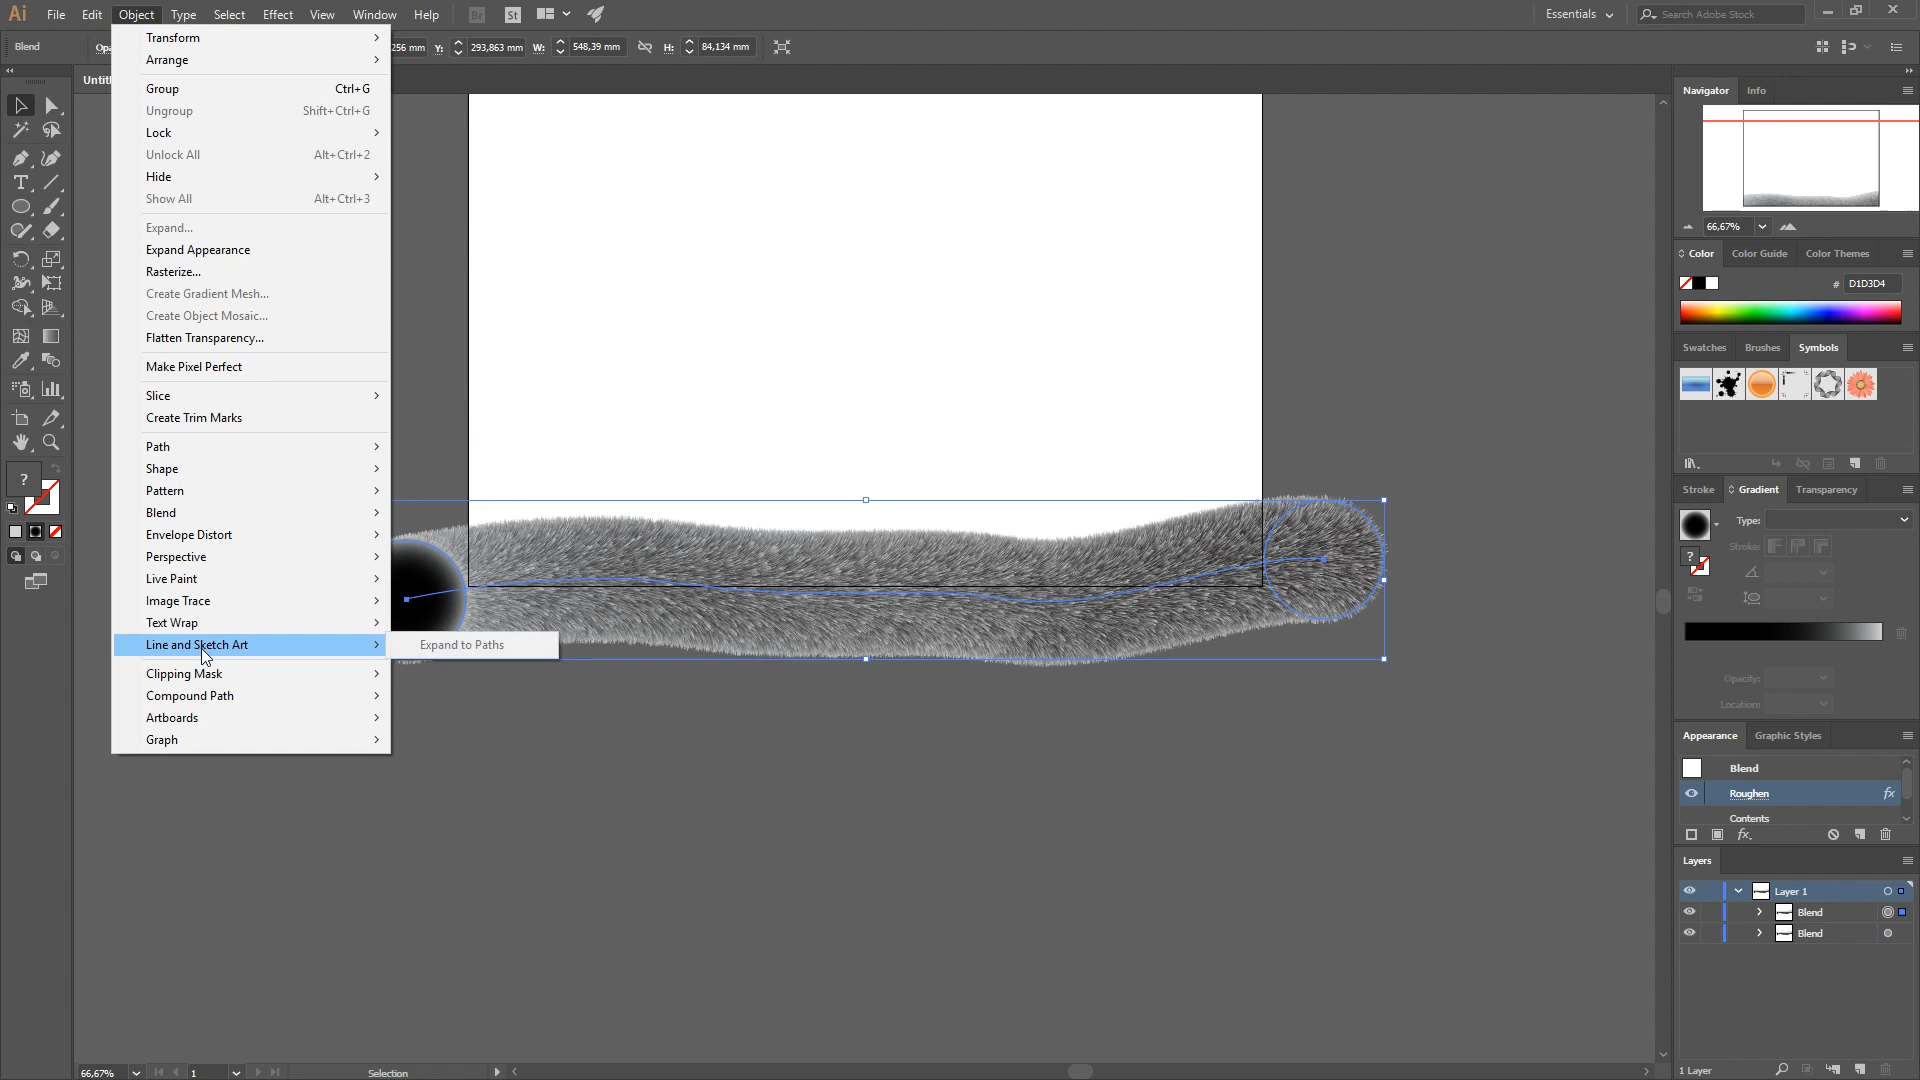 Ai File Edit Object Type Select Effect View Window Help Br St Essentials Search Adobe Stock
Blend 256 mm Y: 293,863 mm W: 548,39 mm H: 84,134 mm
Transform
Arrange
Group Ctrl+G
Ungroup Shift+Ctrl+G
Lock
Unlock All Alt+Ctrl+2
Hide
Show All Alt+Ctrl+3
Expand...
Expand Appearance
Rasterize...
Create Gradient Mesh...
Create Object Mosaic...
Flatten Transparency...
Make Pixel Perfect
Slice
Create Trim Marks
Path
Shape
Pattern
Blend
Envelope Distort
Perspective
Live Paint
Image Trace
Text Wrap
Line and Sketch Art
Expand to Paths
Clipping Mask
Compound Path
Artboards
Graph
Navigator Info
66,67%
Color Color Guide Color Themes
# D1D3D4
Swatches Brushes Symbols
Stroke Gradient Transparency
Type:
Stroke:
Opacity:
Location:
Appearance Graphic Styles
Blend
Roughen fx
Contents
fx.
Layers
Layer 1
Blend
Blend
1 Layer
66,67% 1 Selection